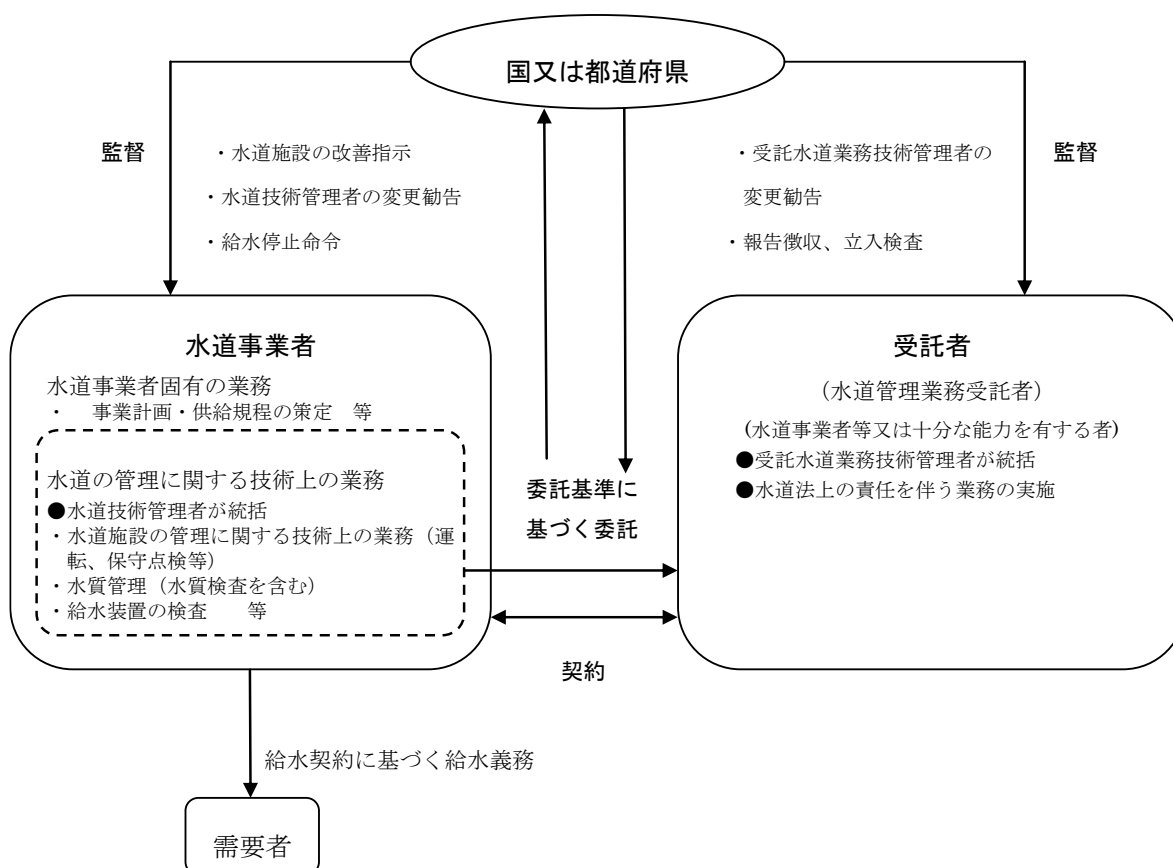 国又は都道府県
監督
・水道施設の改善指示
・水道技術管理者の変更勧告
・給水停止命令
・受託水道業務技術管理者の
変更勧告
・報告徴収、立入検査
監督
水道事業者
水道事業者固有の業務
・ 事業計画・供給規程の策定 等
水道の管理に関する技術上の業務
●水道技術管理者が統括
・水道施設の管理に関する技術上の業務（運
転、保守点検等）
・水質管理（水質検査を含む）
・給水装置の検査 等
委託基準に
基づく委託
契約
受託者
（水道管理業務受託者）
(水道事業者等又は十分な能力を有する者)
●受託水道業務技術管理者が統括
●水道法上の責任を伴う業務の実施
給水契約に基づく給水義務
需要者